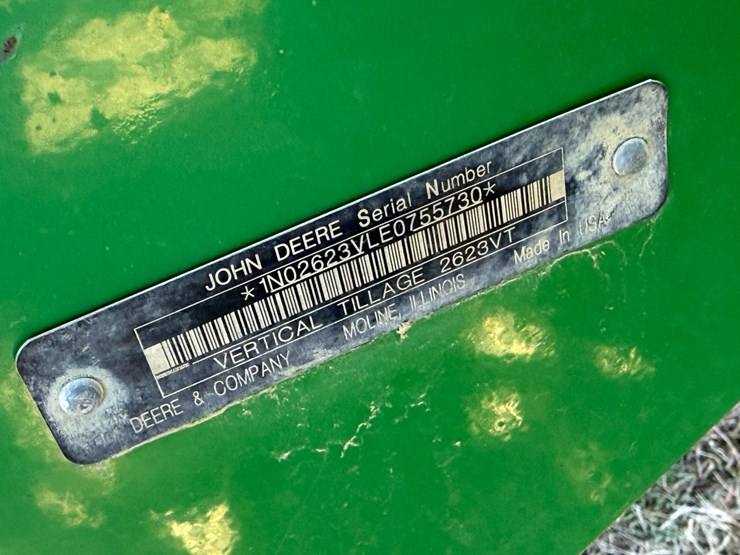 JOHN DEERE Serial Number
*1N02623VLE0755730*
VERTICAL TILLAGE 2623VT
DEERE & COMPANY MOLINE, ILLINOIS Made In USA